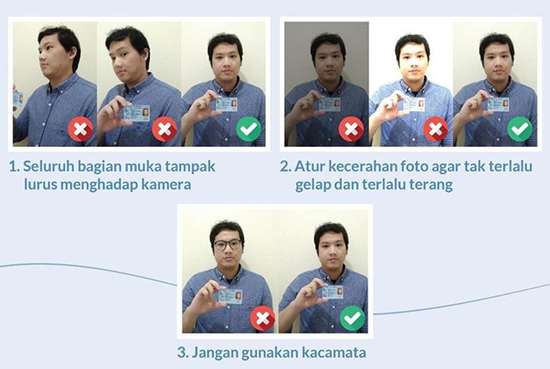 1. Seluruh bagian muka tampak
lurus menghadap kamera
2. Atur kecerahan foto agar tak terlalu
gelap dan terlalu terang
3. Jangan gunakan kacamata